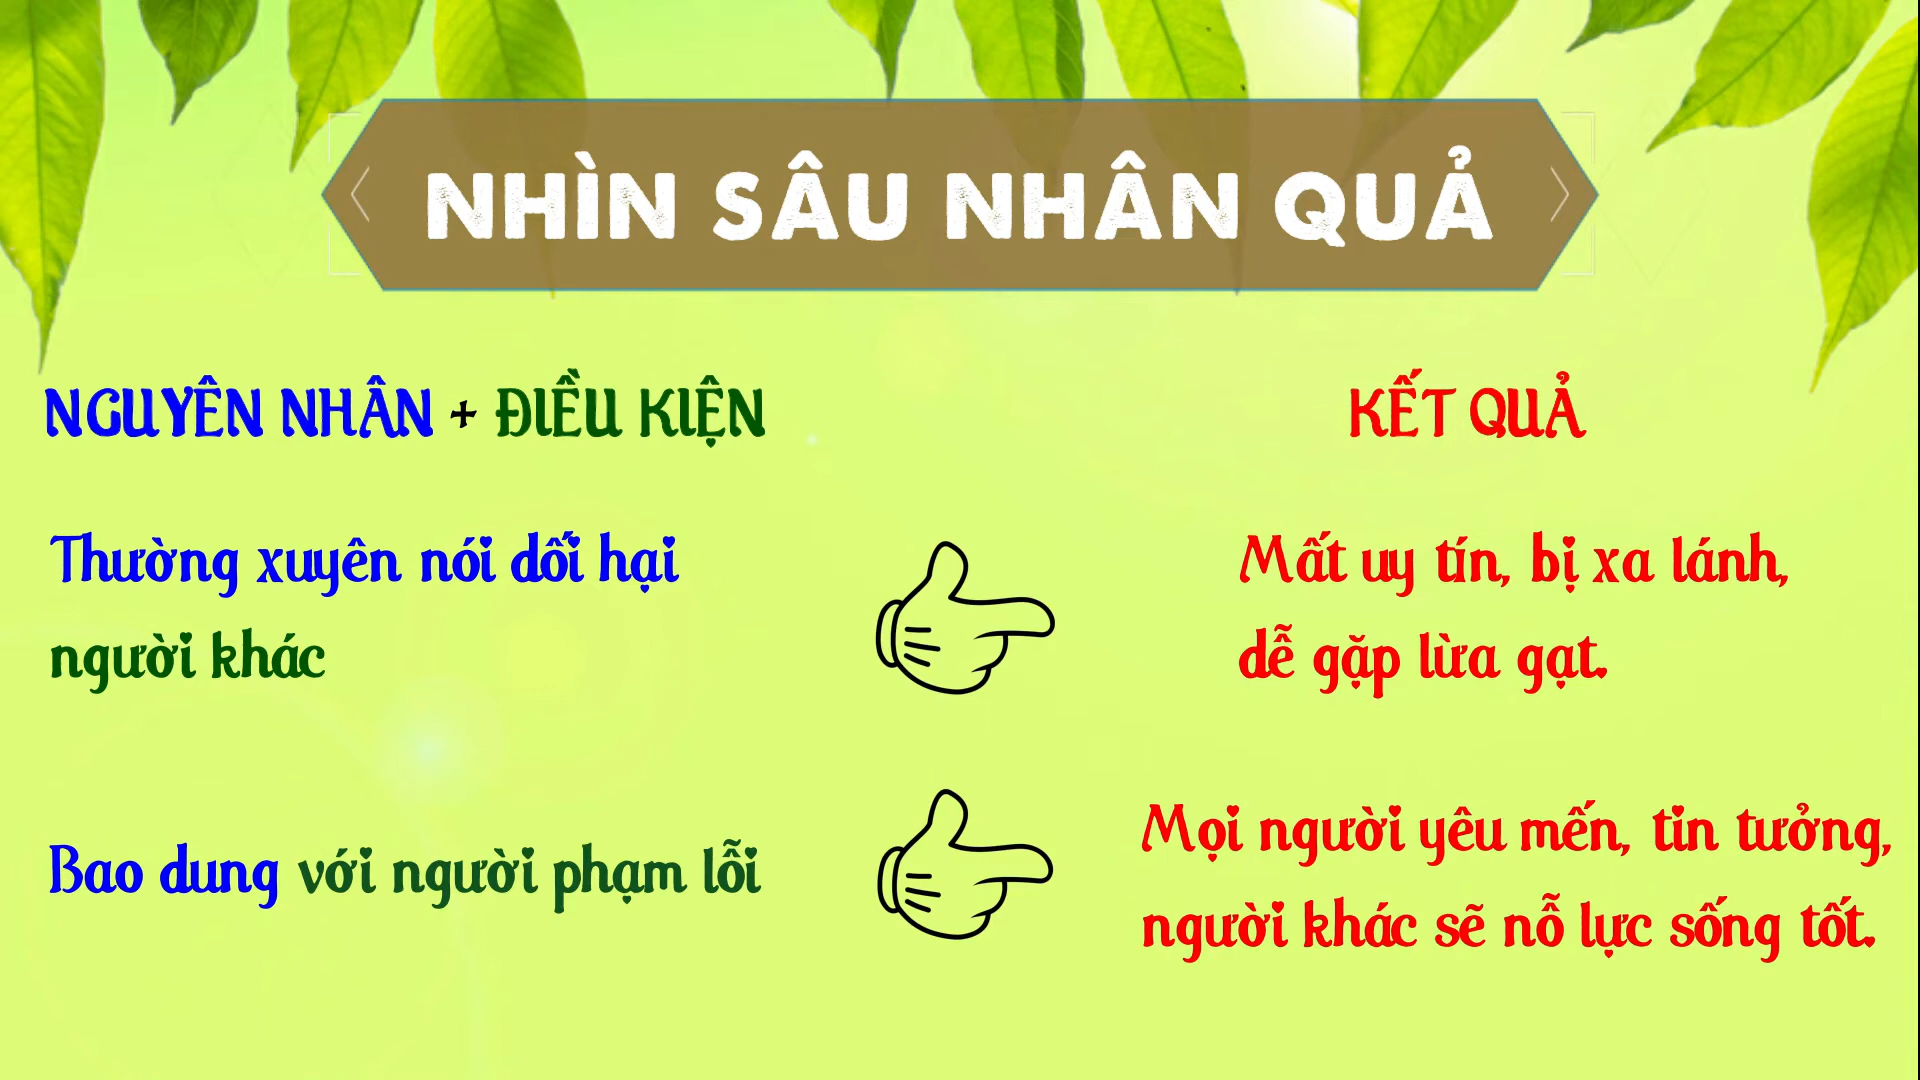 NHÌN SÂU NHÂN QUẢ
NGUYÊN NHÂN + ĐIỀU KIỆN
KẾT QUẢ
Thường xuyên nói dối hại
người khác
Mất uy tín, bị xa lánh,
dễ gặp lừa gạt.
Bao dung với người phạm lỗi
Mọi người yêu mến, tin tưởng,
người khác sẽ nỗ lực sống tốt.